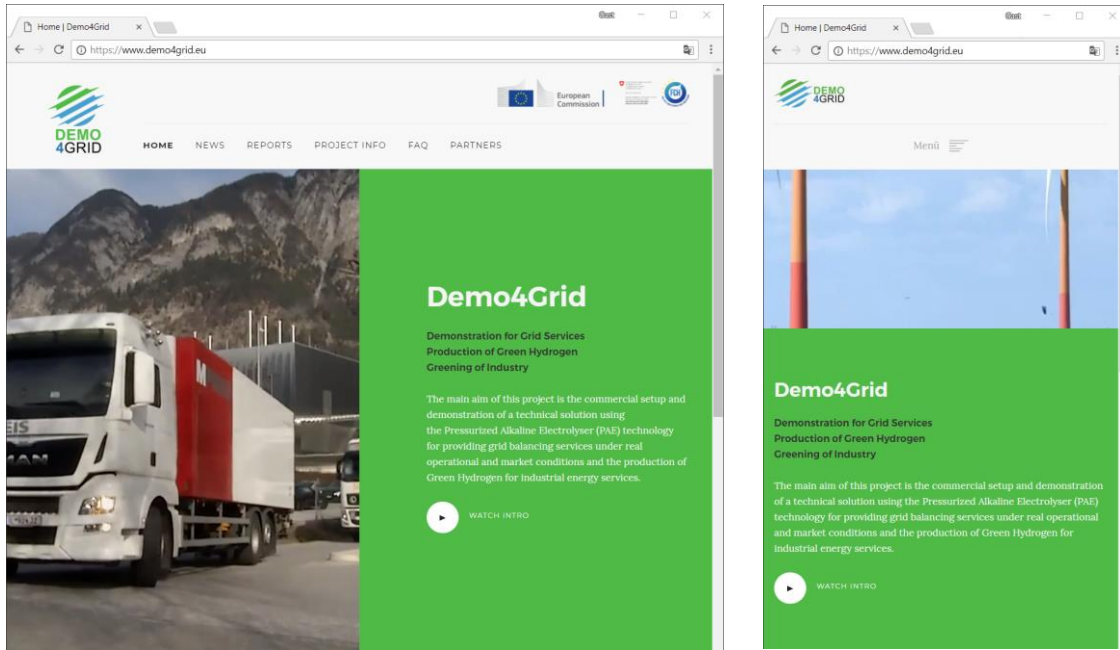 Home | Demo4Grid
Gast
https://www.demo4grid.eu
European
Commission
FCH
DEMO
4GRID
HOME NEWS REPORTS PROJECT INFO FAQ PARTNERS
M
MAN
Demo4Grid
Demonstration for Grid Services
Production of Green Hydrogen
Greening of Industry
The main aim of this project is the commercial setup and
demonstration of a technical solution using
the Pressurized Alkaline Electrolyser (PAE) technology
for providing grid balancing services under real
operational and market conditions and the production of
Green Hydrogen for industrial energy services.
WATCH INTRO
Home | Demo4Grid
Gast
https://www.demo4grid.eu
DEMO
4GRID
Menü
Demo4Grid
Demonstration for Grid Services
Production of Green Hydrogen
Greening of Industry
The main aim of this project is the commercial setup and demonstration
of a technical solution using the Pressurized Alkaline Electrolyser (PAE)
technology for providing grid balancing services under real operational
and market conditions and the production of Green Hydrogen for
industrial energy services.
WATCH INTRO